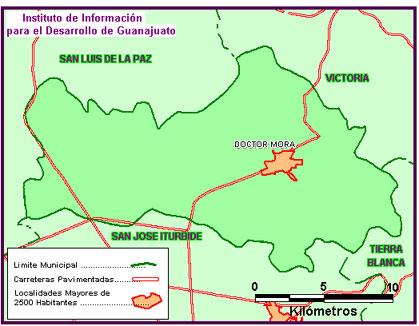 Instituto de Información
para el Desarrollo de Guanajuato
SAN LUIS DE LA PAZ
VICTORIA
DOCTOR MORA
SAN JOSE ITURBIDE
TIERRA
BLANCA
Limite Municipal
Carreteras Pavimentadas
Localidades Mayores de
2500 Habitantes
0 5 10
Kilómetros